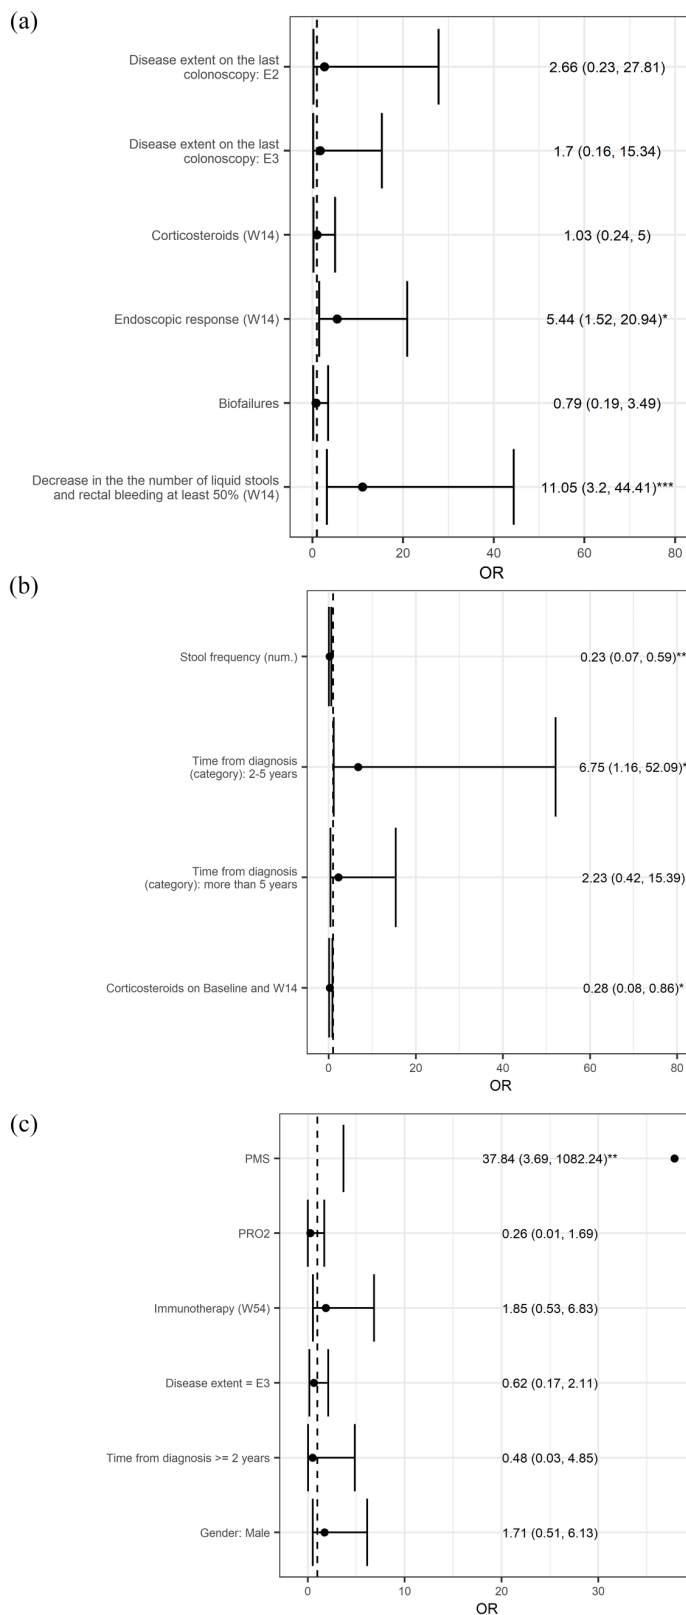 (a)
Disease extent on the last
colonoscopy: E2
2.66 (0.23, 27.81)
Disease extent on the last
colonoscopy: E3
1.7 (0.16, 15.34)
Corticosteroids (W14)
1.03 (0.24, 5)
Endoscopic response (W14)
5.44 (1.52, 20.94)*
Biofailures
0.79 (0.19, 3.49)
Decrease in the the number of liquid stools
and rectal bleeding at least 50% (W14)
11.05 (3.2, 44.41)***
0 20 40 60 80
OR
(b)
Stool frequency (num.)
0.23 (0.07, 0.59)**
Time from diagnosis
(category): 2-5 years
6.75 (1.16, 52.09)*
Time from diagnosis
(category): more than 5 years
2.23 (0.42, 15.39)
Corticosteroids on Baseline and W14
0.28 (0.08, 0.86)*
0 20 40 60 80
OR
(c)
PMS
37.84 (3.69, 1082.24)**
PRO2
0.26 (0.01, 1.69)
Immunotherapy (W54)
1.85 (0.53, 6.83)
Disease extent = E3
0.62 (0.17, 2.11)
Time from diagnosis >= 2 years
0.48 (0.03, 4.85)
Gender: Male
1.71 (0.51, 6.13)
0 10 20 30
OR